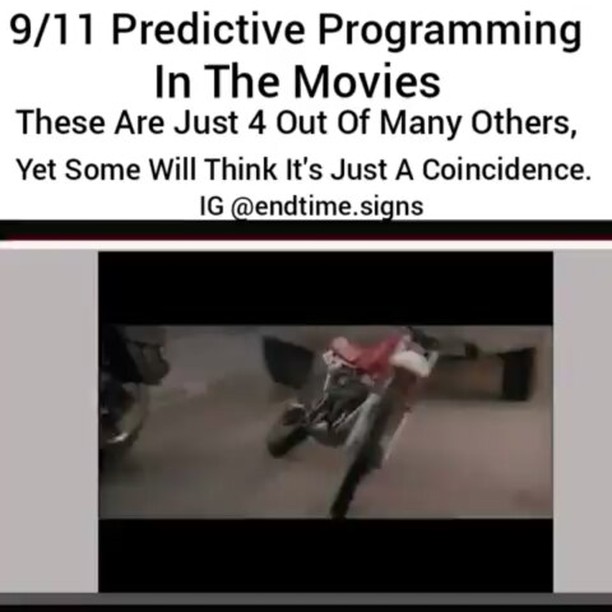 9/11 Predictive Programming
In The Movies
These Are Just 4 Out Of Many Others,
Yet Some Will Think It's Just A Coincidence.
IG @endtime.signs